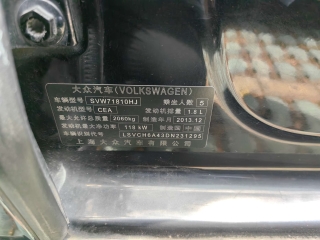 大众汽车(VOLKSWAGEN)
车辆型号 SVW71810HJ 乘坐人数 5
发动机型号 CEA 发动机排量 1.8L
最大允许总质量 2060kg 制造年月 2013.12
发动机最大净功率 118kW 制造国 中国
车辆识别代号 LSVCH6A43DN231295
上海大众汽车有限公司